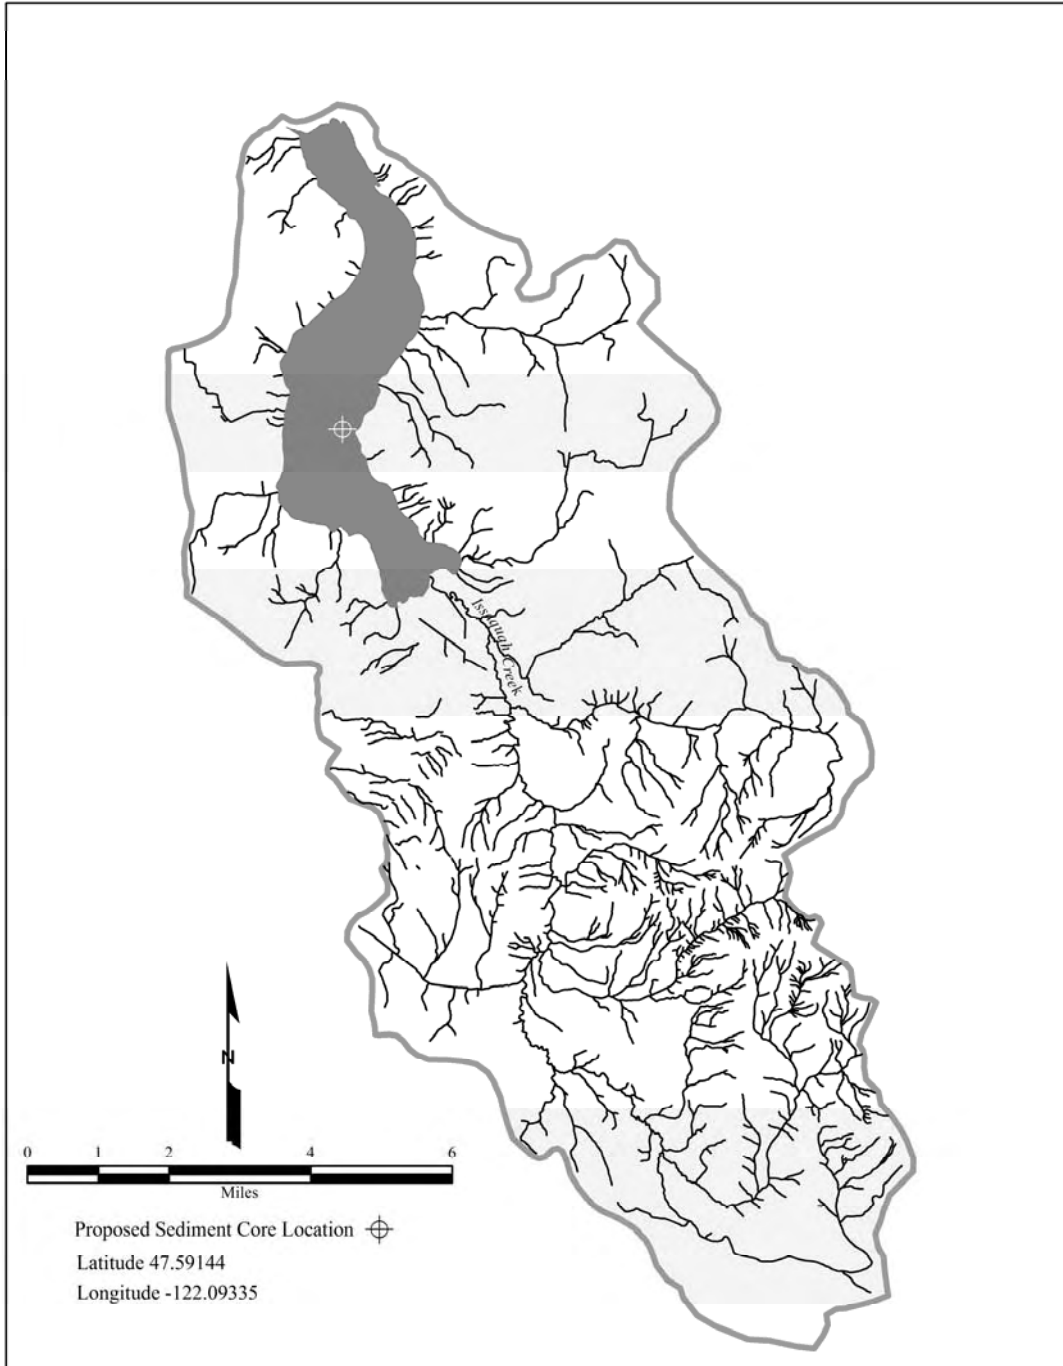 Issaquah Creek
N
0 1 2 4 6
Miles
Proposed Sediment Core Location
Latitude 47.59144
Longitude -122.09335